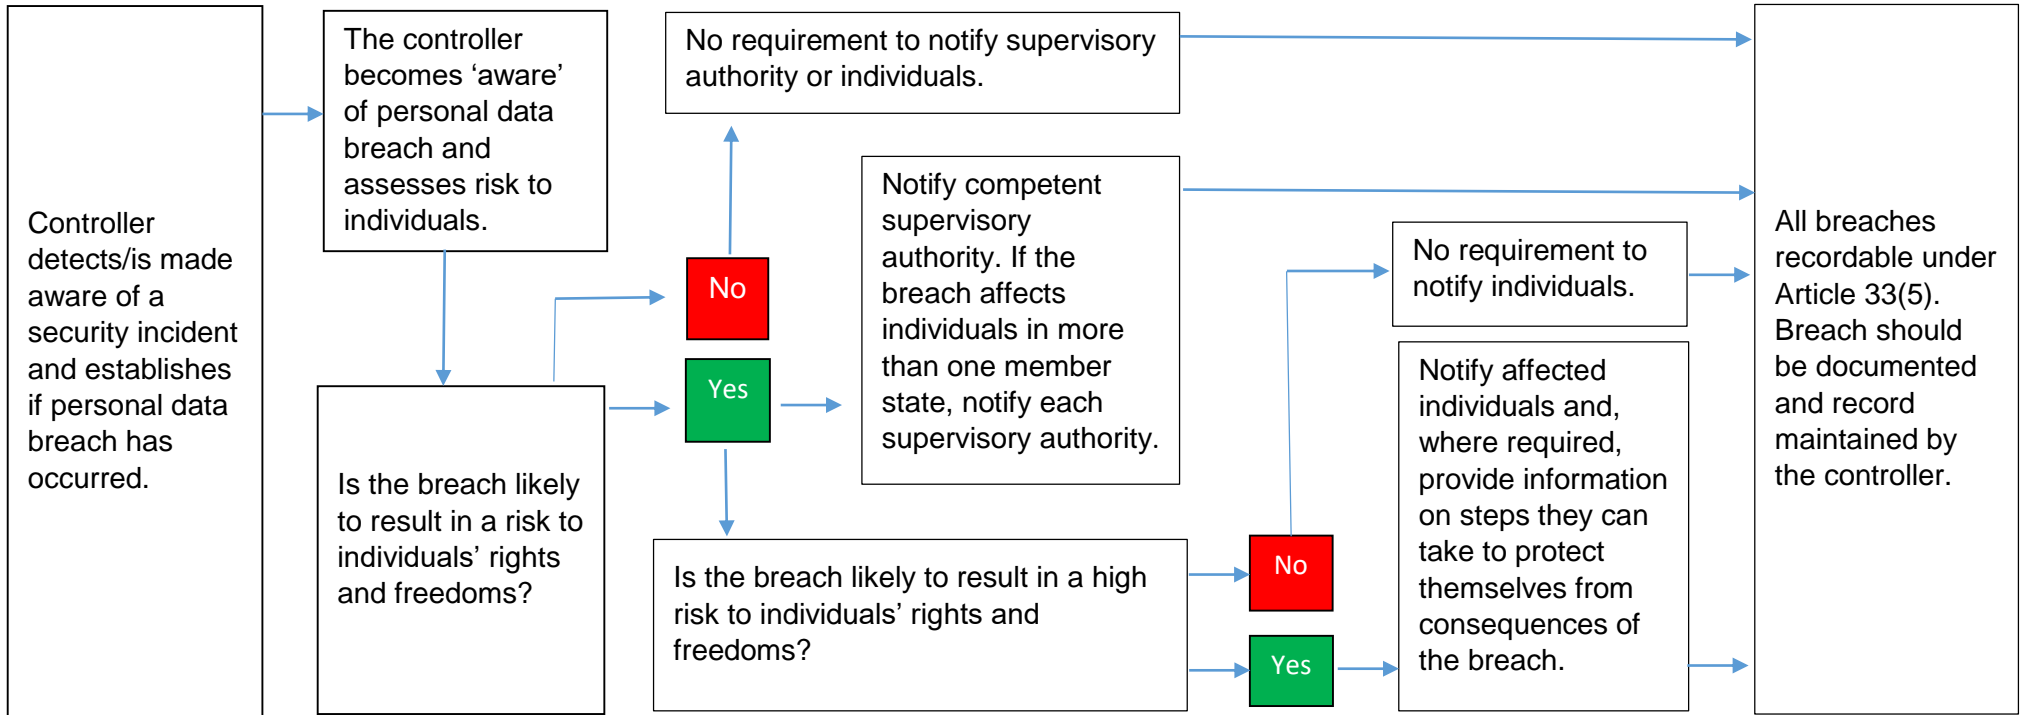 Controller
detects/is made
aware of a
security incident
and establishes
if personal data
breach has
occurred.
The controller
becomes ‘aware’
of personal data
breach and
assesses risk to
individuals.
Is the breach likely
to result in a risk to
individuals’ rights
and freedoms?
No
Yes
No requirement to notify supervisory
authority or individuals.
Notify competent
supervisory
authority. If the
breach affects
individuals in more
than one member
state, notify each
supervisory authority.
Is the breach likely to result in a high
risk to individuals’ rights and
freedoms?
No
Yes
No requirement to
notify individuals.
Notify affected
individuals and,
where required,
provide information
on steps they can
take to protect
themselves from
consequences of
the breach.
All breaches
recordable under
Article 33(5).
Breach should
be documented
and record
maintained by
the controller.